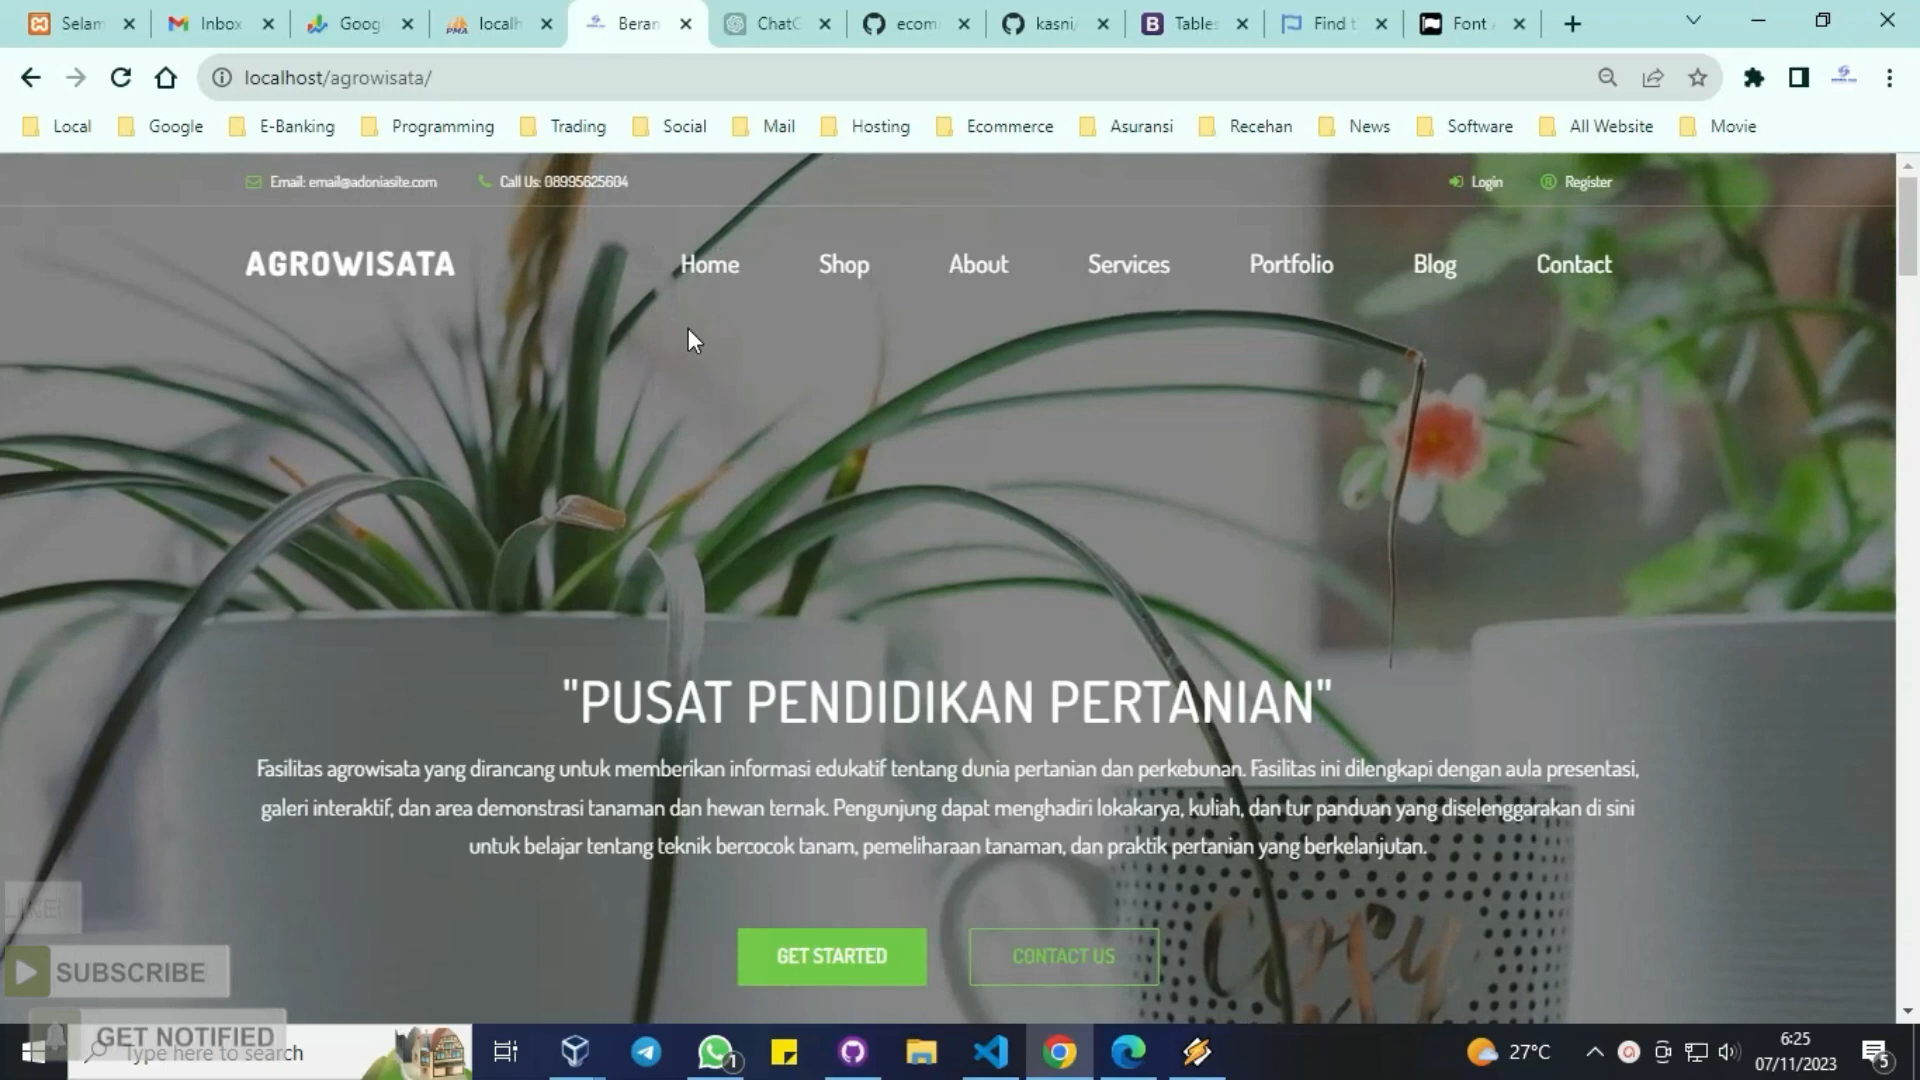 Selam
Inbox
Goog
localh
Beran
ChatG
ecom
kasni/
Tables
Find t
Font
localhost/agrowisata/
Local
Google
E-Banking
Programming
Trading
Social
Mail
Hosting
Ecommerce
Asuransi
Recehan
News
Software
All Website
Movie
Email: email@adoniasite.com
Call Us: 08995625604
Login
Register
AGROWISATA
Home
Shop
About
Services
Portfolio
Blog
Contact
"PUSAT PENDIDIKAN PERTANIAN"
Fasilitas agrowisata yang dirancang untuk memberikan informasi edukatif tentang dunia pertanian dan perkebunan. Fasilitas ini dilengkapi dengan aula presentasi,
galeri interaktif, dan area demonstrasi tanaman dan hewan ternak. Pengunjung dapat menghadiri lokakarya, kuliah, dan tur panduan yang diselenggarakan di sini
untuk belajar tentang teknik bercocok tanam, pemeliharaan tanaman, dan praktik pertanian yang berkelanjutan.
LIKE
GET STARTED
CONTACT US
cozy
SUBSCRIBE
GET NOTIFIED
Type here to search
1
27°C
6:25
07/11/2023
5